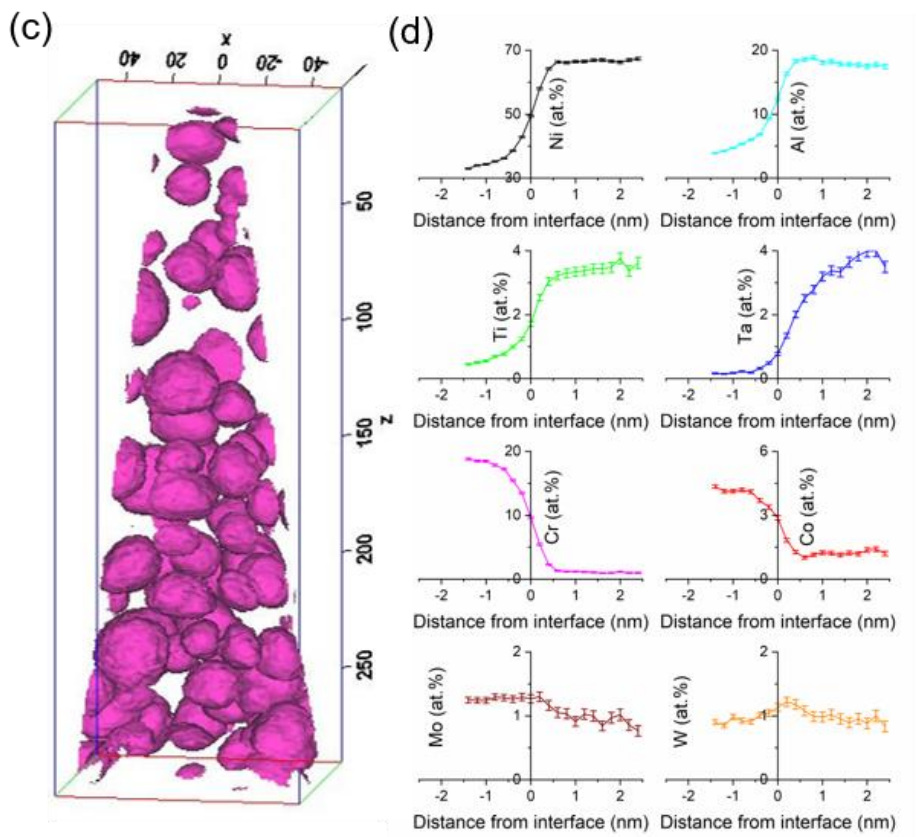 (c)
X
40 20 0 -20 -40
50
100
150
Z
200
250
(d)
70
50
30
Ni (at.%)
-2 -1 0 1 2
Distance from interface (nm)
20
10
0
Al (at.%)
-2 -1 0 1 2
Distance from interface (nm)
4
2
0
Ti (at.%)
-2 -1 0 1 2
Distance from interface (nm)
4
2
0
Ta (at.%)
-2 -1 0 1 2
Distance from interface (nm)
20
10
0
Cr (at.%)
-2 -1 0 1 2
Distance from interface (nm)
6
3
0
Co (at.%)
-2 -1 0 1 2
Distance from interface (nm)
2
1
0
Mo (at.%)
-2 -1 0 1 2
Distance from interface (nm)
2
1
0
W (at.%)
-2 -1 0 1 2
Distance from interface (nm)